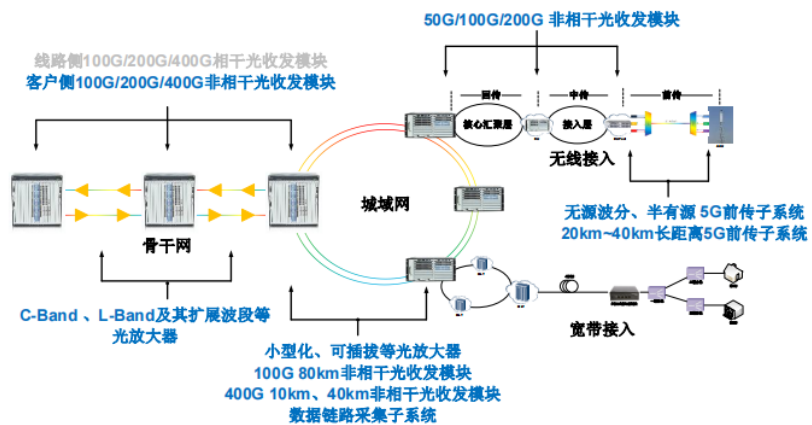 50G/100G/200G 非相干光收发模块
线路侧100G/200G/400G相干光收发模块
客户侧100G/200G/400G非相干光收发模块
回传
中传
前传
核心汇聚层
接入层
无线接入
城域网
骨干网
无源波分、半有源 5G前传子系统
20km~40km长距离5G前传子系统
C-Band 、L-Band及其扩展波段等
光放大器
宽带接入
小型化、可插拔等光放大器
100G 80km非相干光收发模块
400G 10km、40km非相干光收发模块
数据链路采集子系统